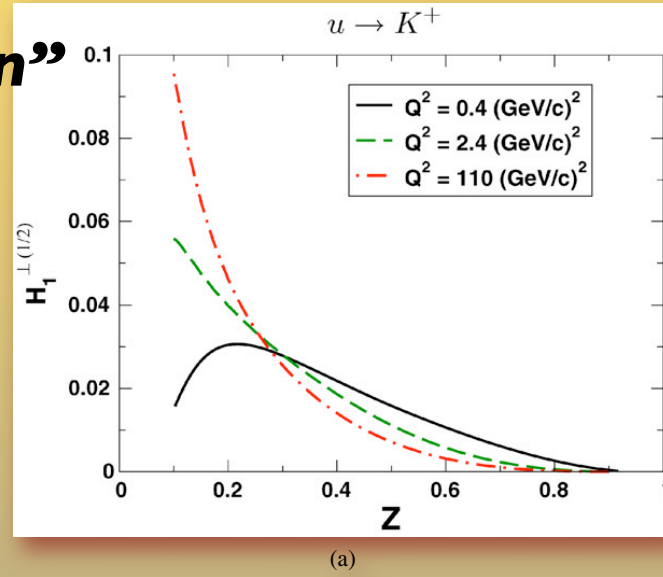 n”
u → K⁺
0.1
0.08
0.06
0.04
0.02
0
H₁^⊥ (1/2)
Q² = 0.4 (GeV/c)²
Q² = 2.4 (GeV/c)²
Q² = 110 (GeV/c)²
0 0.2 0.4 0.6 0.8
Z
(a)